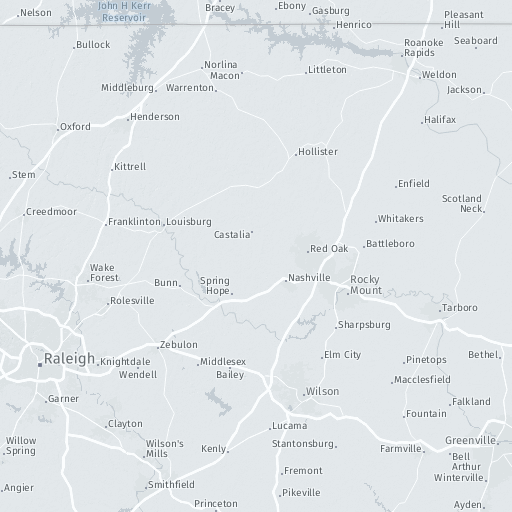 Nelson
John H Kerr
Reservoir
Bracey
Ebony
Gasburg
Henrico
Pleasant
Hill
Bullock
Roanoke
Rapids
Seaboard
Norlina
Macon
Littleton
Weldon
Middleburg
Warrenton
Jackson
Henderson
Oxford
Halifax
Hollister
Kittrell
Stem
Enfield
Scotland
Neck
Creedmoor
Franklinton
Louisburg
Whitakers
Castalia
Red Oak
Battleboro
Wake
Forest
Bunn
Spring
Hope
Nashville
Rocky
Mount
Rolesville
Tarboro
Sharpsburg
Zebulon
Raleigh
Knightdale
Wendell
Middlesex
Bailey
Elm City
Pinetops
Bethel
Macclesfield
Garner
Wilson
Falkland
Fountain
Clayton
Lucama
Willow
Spring
Wilson's
Mills
Kenly
Stantonsburg
Farmville
Greenville
Bell
Arthur
Winterville
Fremont
Angier
Smithfield
Pikeville
Princeton
Ayden